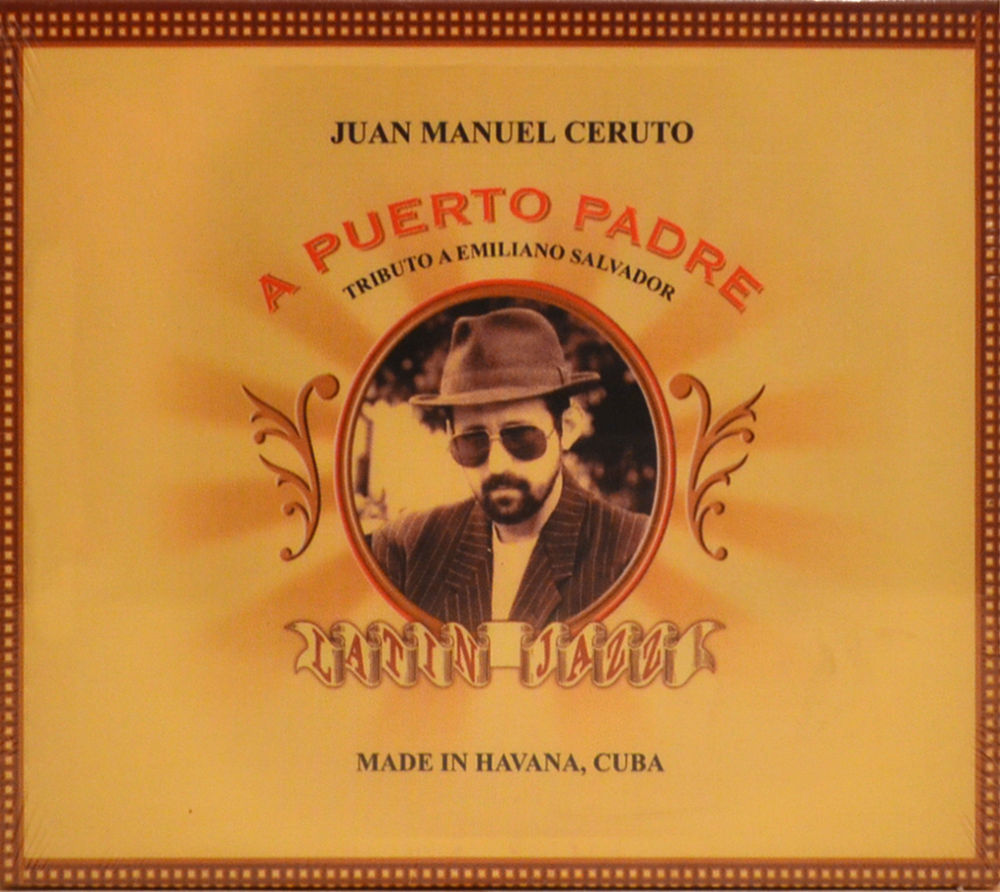 JUAN MANUEL CERUTO
A PUERTO PADRE
TRIBUTO A EMILIANO SALVADOR
LATIN JAZZ
MADE IN HAVANA, CUBA